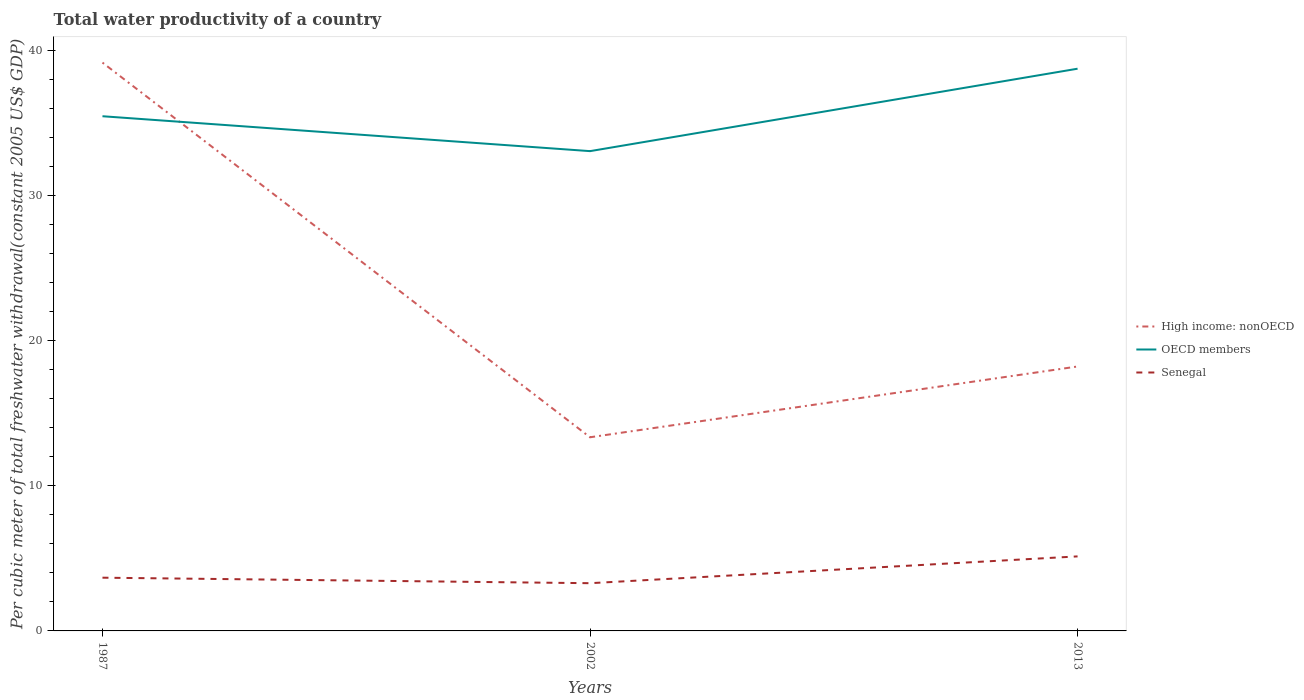 Total water productivity of a country
Per cubic meter of total freshwater withdrawal(constant 2005 US$ GDP)
40
30
20
10
0
1987
2002
2013
Years
High income: nonOECD
OECD members
Senegal